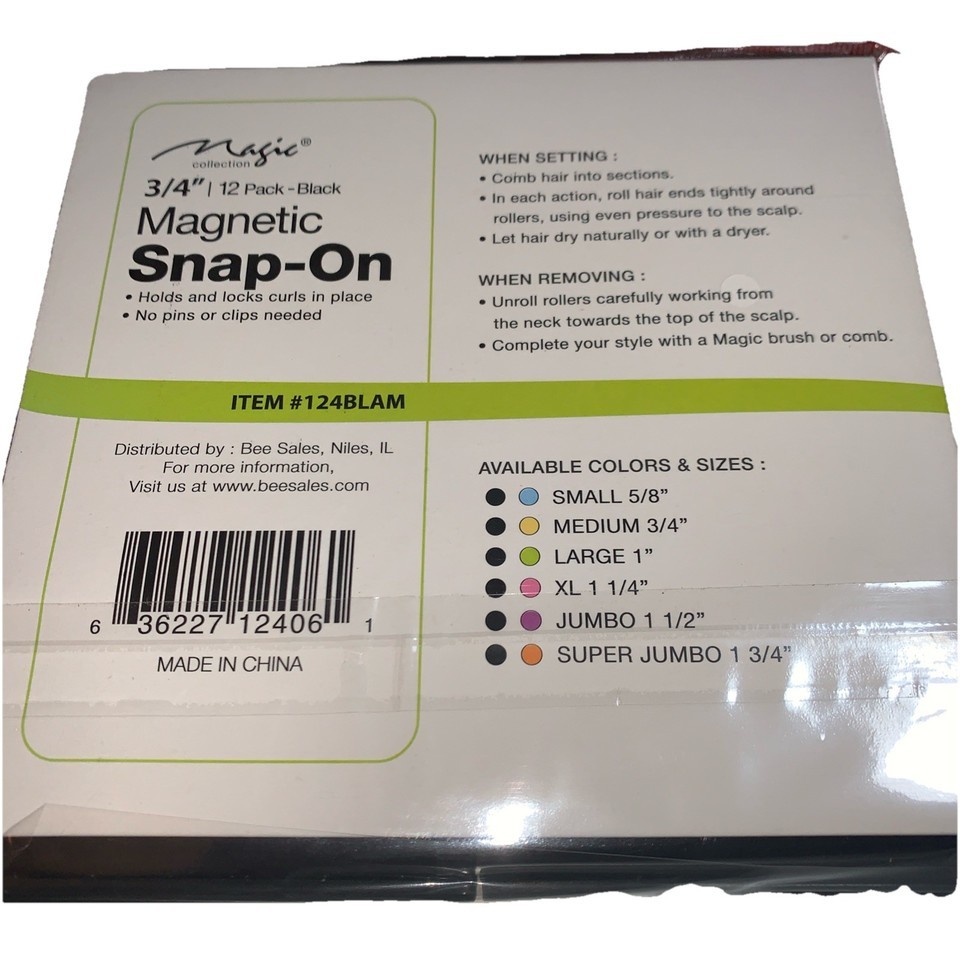 Magic®
collection
3/4" | 12 Pack - Black
Magnetic
Snap-On
• Holds and locks curls in place
• No pins or clips needed
ITEM #124BLAM
Distributed by : Bee Sales, Niles, IL
For more information,
Visit us at www.beesales.com
6 36227 12406 1
MADE IN CHINA
WHEN SETTING :
• Comb hair into sections.
• In each action, roll hair ends tightly around
rollers, using even pressure to the scalp.
• Let hair dry naturally or with a dryer.
WHEN REMOVING :
• Unroll rollers carefully working from
the neck towards the top of the scalp.
• Complete your style with a Magic brush or comb.
AVAILABLE COLORS & SIZES :
SMALL 5/8”
MEDIUM 3/4”
LARGE 1”
XL 1 1/4”
JUMBO 1 1/2”
SUPER JUMBO 1 3/4”